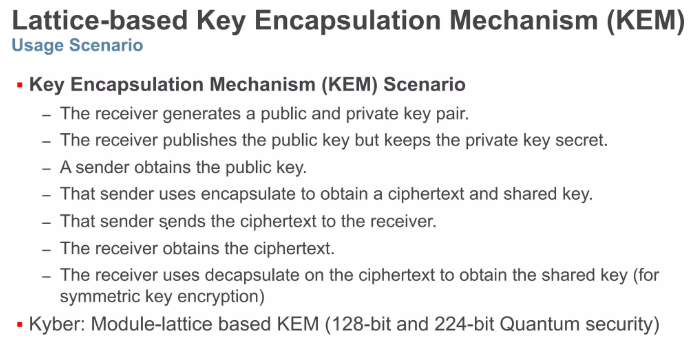 Lattice-based Key Encapsulation Mechanism (KEM)
Usage Scenario
▪ Key Encapsulation Mechanism (KEM) Scenario
– The receiver generates a public and private key pair.
– The receiver publishes the public key but keeps the private key secret.
– A sender obtains the public key.
– That sender uses encapsulate to obtain a ciphertext and shared key.
– That sender sends the ciphertext to the receiver.
– The receiver obtains the ciphertext.
– The receiver uses decapsulate on the ciphertext to obtain the shared key (for
symmetric key encryption)
▪ Kyber: Module-lattice based KEM (128-bit and 224-bit Quantum security)